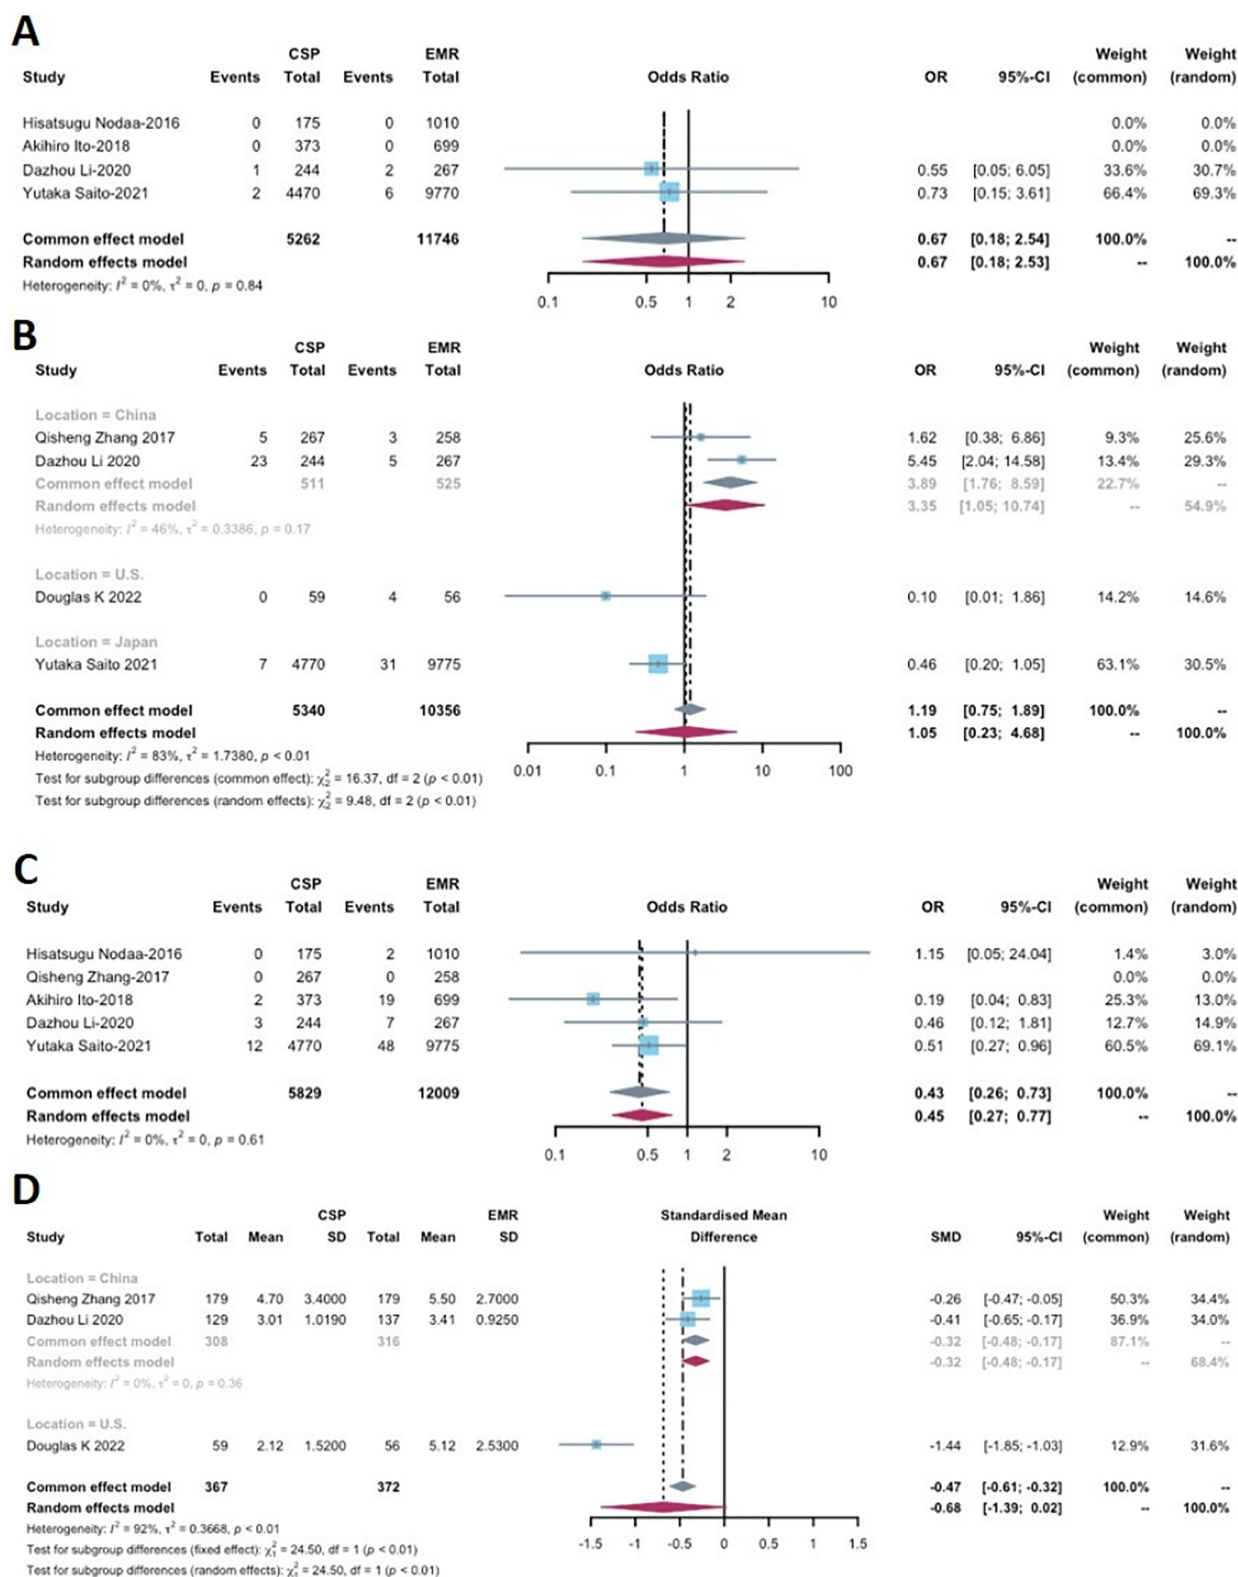 A
CSP EMR Weight Weight
Study Events Total Events Total Odds Ratio OR 95%-CI (common) (random)
Hisatsugu Nodaa-2016 0 175 0 1010 0.0% 0.0%
Akihiro Ito-2018 0 373 0 699 0.0% 0.0%
Dazhou Li-2020 1 244 2 267 0.55 [0.05; 6.05] 33.6% 30.7%
Yutaka Saito-2021 2 4470 6 9770 0.73 [0.15; 3.61] 66.4% 69.3%
Common effect model 5262 11746 0.67 [0.18; 2.54] 100.0% --
Random effects model 0.67 [0.18; 2.53] -- 100.0%
Heterogeneity: I² = 0%, τ² = 0, p = 0.84
0.1 0.5 1 2 10
B
CSP EMR Weight Weight
Study Events Total Events Total Odds Ratio OR 95%-CI (common) (random)
Location = China
Qisheng Zhang 2017 5 267 3 258 1.62 [0.38; 6.86] 9.3% 25.6%
Dazhou Li 2020 23 244 5 267 5.45 [2.04; 14.58] 13.4% 29.3%
Common effect model 511 525 3.89 [1.76; 8.59] 22.7% --
Random effects model 3.35 [1.05; 10.74] -- 54.9%
Heterogeneity: I² = 46%, τ² = 0.3386, p = 0.17
Location = U.S.
Douglas K 2022 0 59 4 56 0.10 [0.01; 1.86] 14.2% 14.6%
Location = Japan
Yutaka Saito 2021 7 4770 31 9775 0.46 [0.20; 1.05] 63.1% 30.5%
Common effect model 5340 10356 1.19 [0.75; 1.89] 100.0% --
Random effects model 1.05 [0.23; 4.68] -- 100.0%
Heterogeneity: I² = 83%, τ² = 1.7380, p < 0.01
0.01 0.1 1 10 100
Test for subgroup differences (common effect): χ²₂ = 16.37, df = 2 (p < 0.01)
Test for subgroup differences (random effects): χ²₂ = 9.48, df = 2 (p < 0.01)
C
CSP EMR Weight Weight
Study Events Total Events Total Odds Ratio OR 95%-CI (common) (random)
Hisatsugu Nodaa-2016 0 175 2 1010 1.15 [0.05; 24.04] 1.4% 3.0%
Qisheng Zhang-2017 0 267 0 258 0.0% 0.0%
Akihiro Ito-2018 2 373 19 699 0.19 [0.04; 0.83] 25.3% 13.0%
Dazhou Li-2020 3 244 7 267 0.46 [0.12; 1.81] 12.7% 14.9%
Yutaka Saito-2021 12 4770 48 9775 0.51 [0.27; 0.96] 60.5% 69.1%
Common effect model 5829 12009 0.43 [0.26; 0.73] 100.0% --
Random effects model 0.45 [0.27; 0.77] -- 100.0%
Heterogeneity: I² = 0%, τ² = 0, p = 0.61
0.1 0.5 1 2 10
D
CSP EMR Standardised Mean Weight Weight
Study Total Mean SD Total Mean SD Difference SMD 95%-CI (common) (random)
Location = China
Qisheng Zhang 2017 179 4.70 3.4000 179 5.50 2.7000 -0.26 [-0.47; -0.05] 50.3% 34.4%
Dazhou Li 2020 129 3.01 1.0190 137 3.41 0.9250 -0.41 [-0.65; -0.17] 36.9% 34.0%
Common effect model 308 316 -0.32 [-0.48; -0.17] 87.1% --
Random effects model -0.32 [-0.48; -0.17] -- 68.4%
Heterogeneity: I² = 0%, τ² = 0, p = 0.36
Location = U.S.
Douglas K 2022 59 2.12 1.5200 56 5.12 2.5300 -1.44 [-1.85; -1.03] 12.9% 31.6%
Common effect model 367 372 -0.47 [-0.61; -0.32] 100.0% --
Random effects model -0.68 [-1.39; 0.02] -- 100.0%
Heterogeneity: I² = 92%, τ² = 0.3668, p < 0.01
-1.5 -1 -0.5 0 0.5 1 1.5
Test for subgroup differences (fixed effect): χ²₁ = 24.50, df = 1 (p < 0.01)
Test for subgroup differences (random effects): χ²₁ = 24.50, df = 1 (p < 0.01)